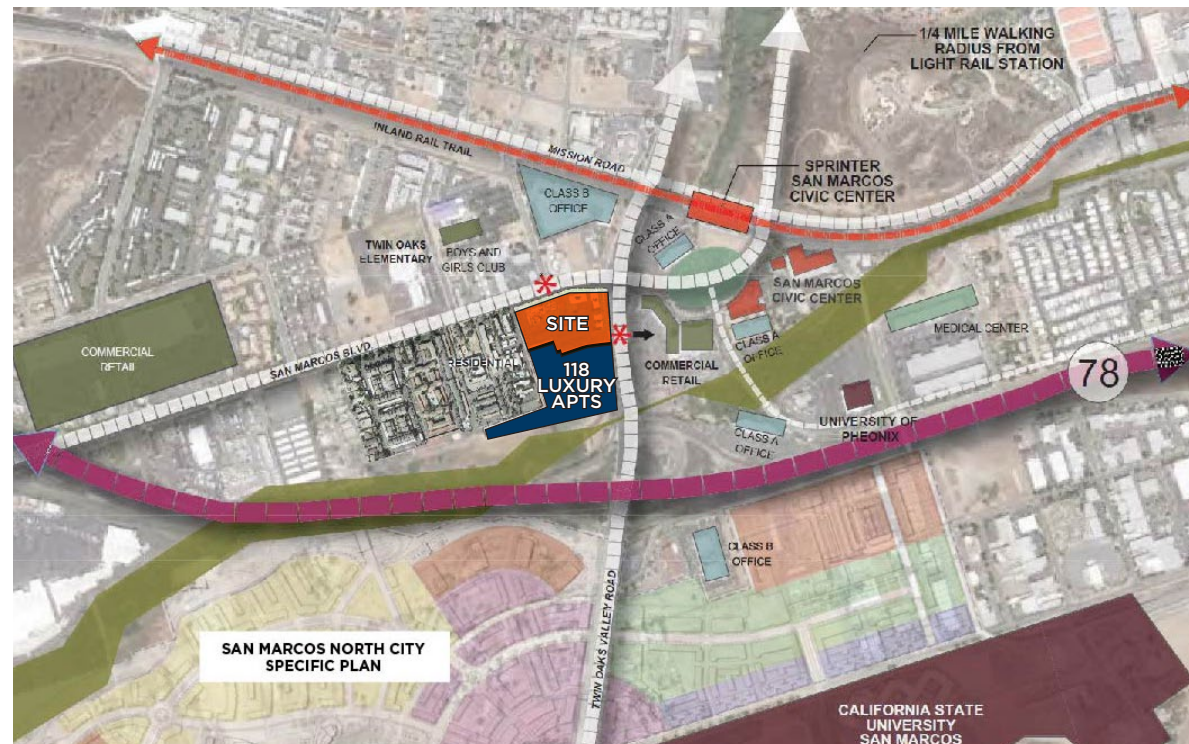 1/4 MILE WALKING
RADIUS FROM
LIGHT RAIL STATION
INLAND RAIL TRAIL
MISSION ROAD
SPRINTER
SAN MARCOS
CIVIC CENTER
CLASS B
OFFICE
CLASS A
OFFICE
TWIN OAKS
ELEMENTARY
BOYS AND
GIRLS CLUB
SAN MARCOS
CIVIC CENTER
SITE
MEDICAL CENTER
COMMERCIAL
RETAIL
SAN MARCOS BLVD
RESIDENTIAL
118
LUXURY
APTS
COMMERCIAL
RETAIL
CLASS A
OFFICE
78
UNIVERSITY OF
PHEONIX
CLASS A
OFFICE
CLASS B
OFFICE
TWIN OAKS VALLEY ROAD
SAN MARCOS NORTH CITY
SPECIFIC PLAN
CALIFORNIA STATE
UNIVERSITY
SAN MARCOS